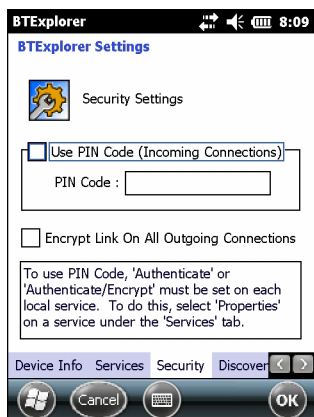 BTExplorer 8:09
BTExplorer Settings
Security Settings
Use PIN Code (Incoming Connections)
PIN Code :
Encrypt Link On All Outgoing Connections
To use PIN Code, 'Authenticate' or
'Authenticate/Encrypt' must be set on each
local service. To do this, select 'Properties'
on a service under the 'Services' tab.
Device Info Services Security Discover
Cancel OK